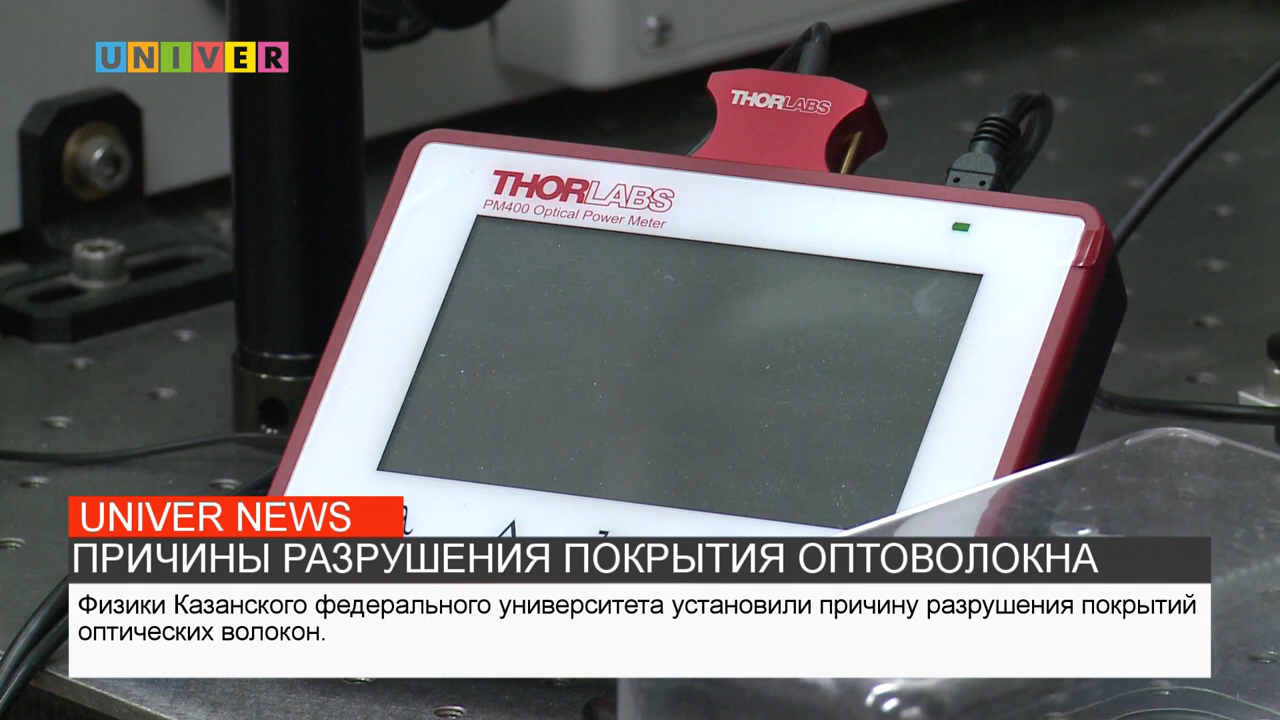 UNIVER
THORLABS
THORLABS
PM400 Optical Power Meter
UNIVER NEWS
ПРИЧИНЫ РАЗРУШЕНИЯ ПОКРЫТИЯ ОПТОВОЛОКНА
Физики Казанского федерального университета установили причину разрушения покрытий
оптических волокон.